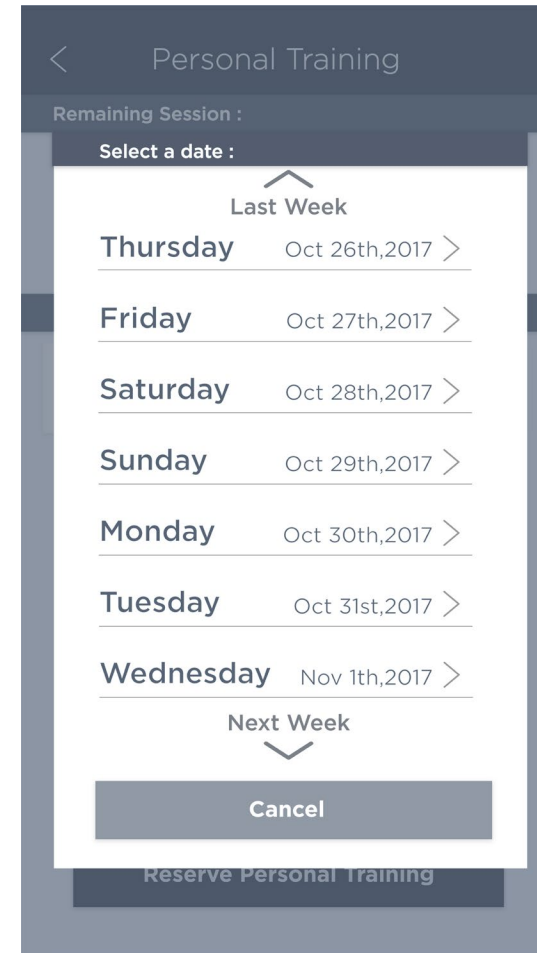 Personal Training
Remaining Session :
Select a date :
Last Week
Thursday Oct 26th,2017
Friday Oct 27th,2017
Saturday Oct 28th,2017
Sunday Oct 29th,2017
Monday Oct 30th,2017
Tuesday Oct 31st,2017
Wednesday Nov 1th,2017
Next Week
Cancel
Reserve Personal Training